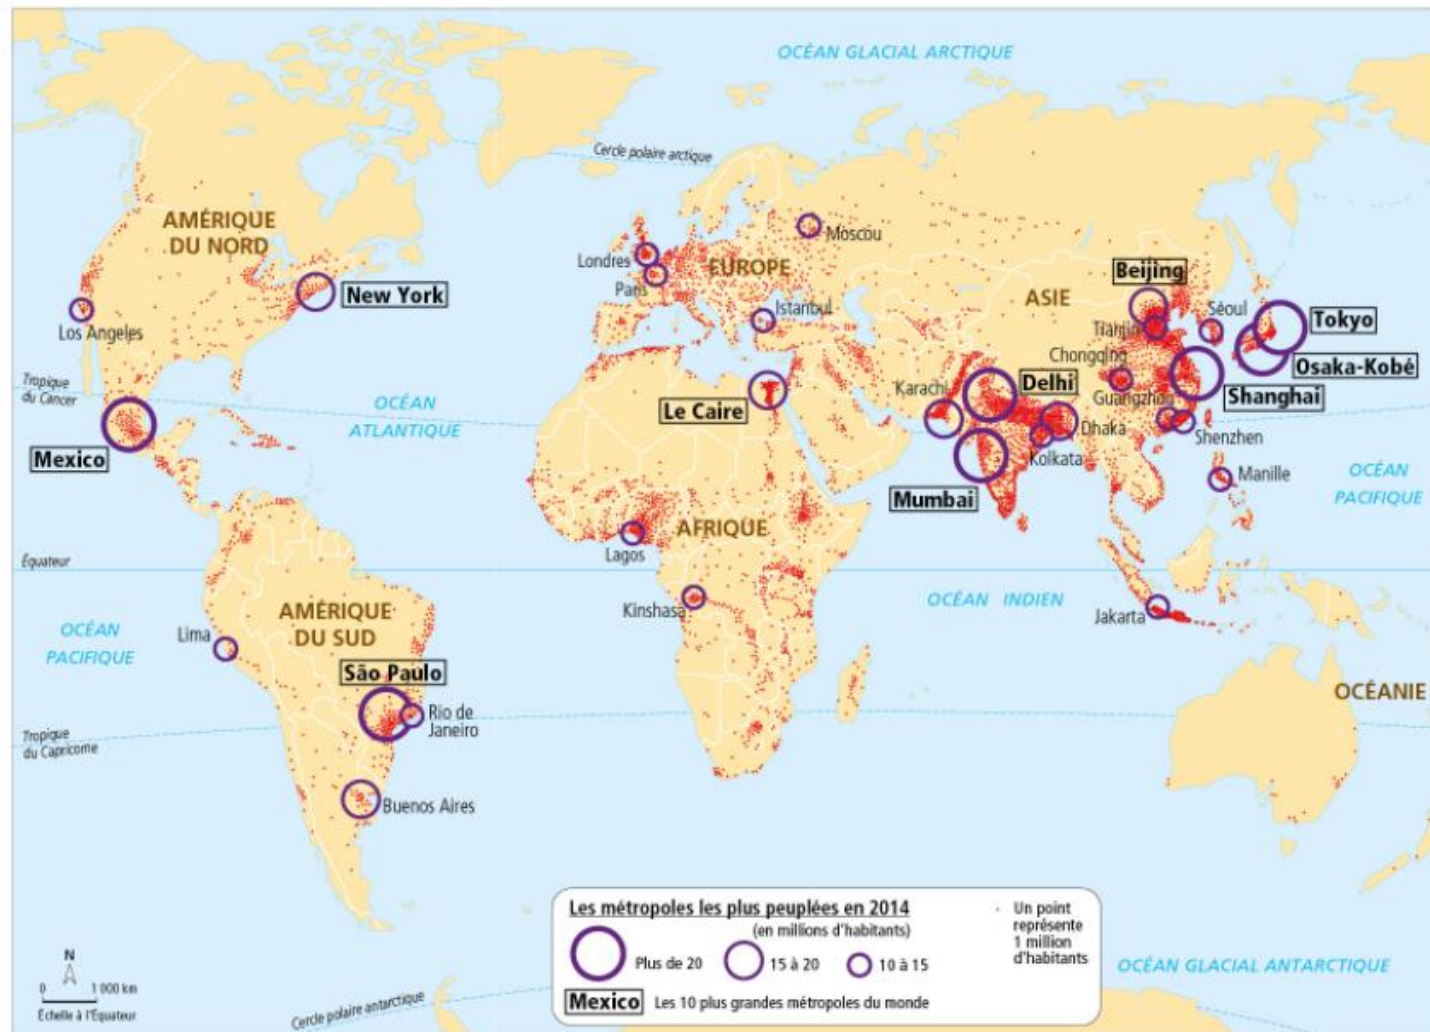 OCÉAN GLACIAL ARCTIQUE
Cercle polaire arctique
AMÉRIQUE
DU NORD
Moscou
Londres
EUROPE
Paris
Beijing
ASIE
New York
Istanbul
Séoul
Tokyo
Los Angeles
Tianjin
Chongqing
Osaka-Kobé
Tropique
du Cancer
Karachi
Delhi
Guangzhou
Shanghai
OCÉAN
ATLANTIQUE
Le Caire
Dhaka
Shenzhen
Mexico
Kolkata
Manille
OCÉAN
PACIFIQUE
Mumbai
AFRIQUE
Lagos
Équateur
Kinshasa
OCÉAN INDIEN
AMÉRIQUE
DU SUD
Jakarta
OCÉAN
PACIFIQUE
Lima
São Paulo
OCÉANIE
Rio de
Janeiro
Tropique
du Capricorne
Buenos Aires
Les métropoles les plus peuplées en 2014
(en millions d'habitants)
Plus de 20
15 à 20
10 à 15
Mexico Les 10 plus grandes métropoles du monde
Un point
représente
1 million
d'habitants
N
0 1 000 km
Échelle à l'Équateur
OCÉAN GLACIAL ANTARCTIQUE
Cercle polaire antarctique